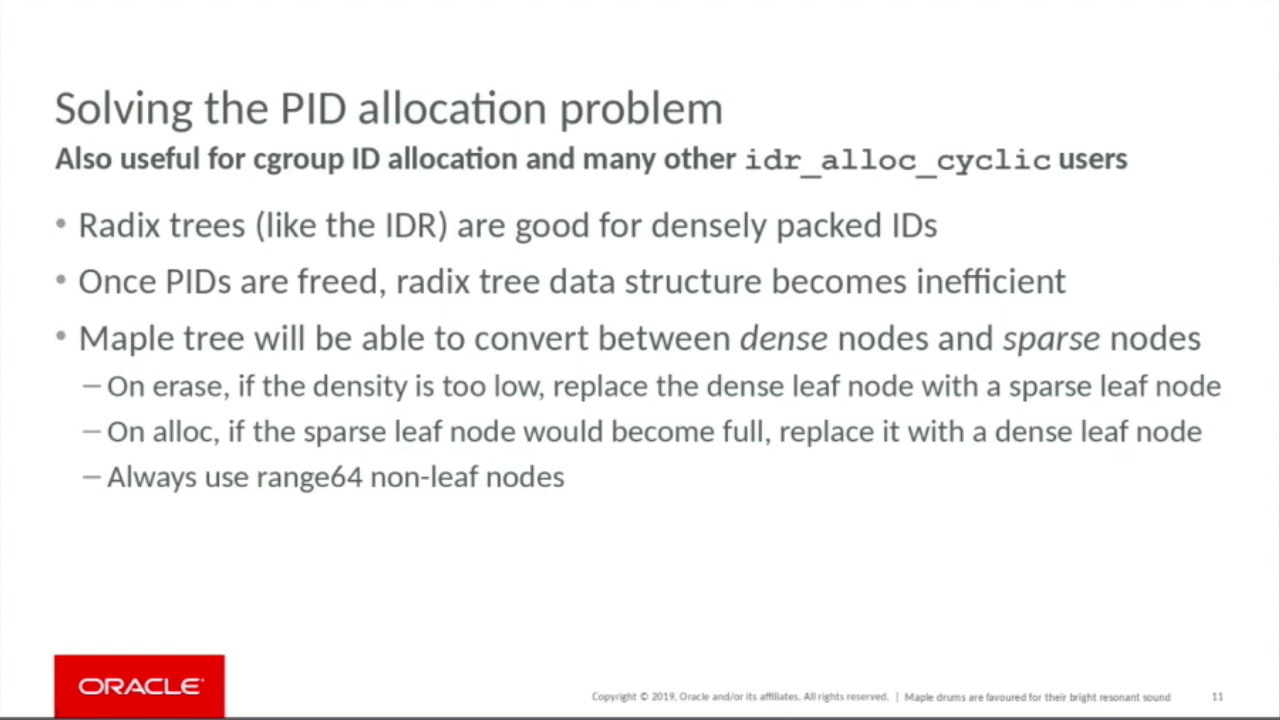 Solving the PID allocation problem
Also useful for cgroup ID allocation and many other idr_alloc_cyclic users
• Radix trees (like the IDR) are good for densely packed IDs
• Once PIDs are freed, radix tree data structure becomes inefficient
• Maple tree will be able to convert between dense nodes and sparse nodes
– On erase, if the density is too low, replace the dense leaf node with a sparse leaf node
– On alloc, if the sparse leaf node would become full, replace it with a dense leaf node
– Always use range64 non-leaf nodes
ORACLE
Copyright © 2019, Oracle and/or its affiliates. All rights reserved. | Maple drums are favoured for their bright resonant sound 11